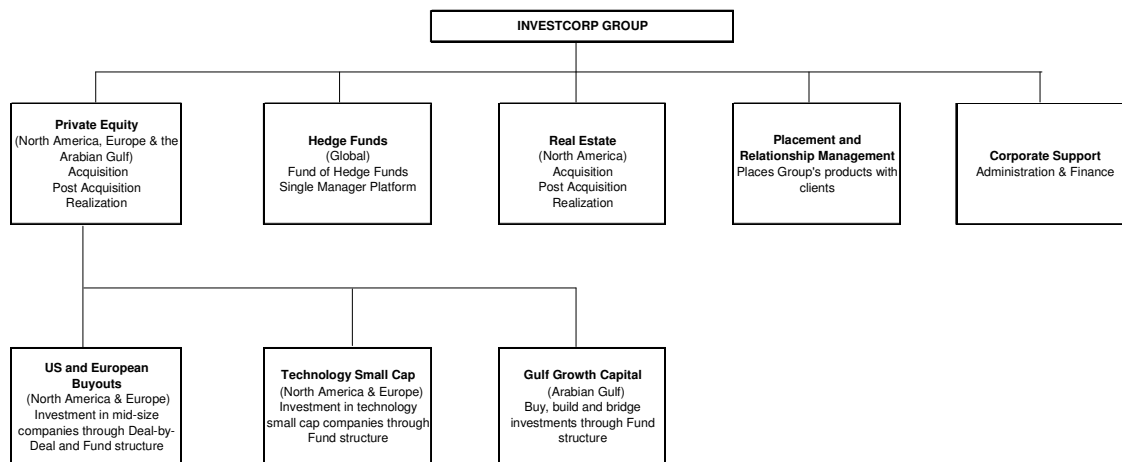 INVESTCORP GROUP
Private Equity
(North America, Europe & the
Arabian Gulf)
Acquisition
Post Acquisition
Realization
Hedge Funds
(Global)
Fund of Hedge Funds
Single Manager Platform
Real Estate
(North America)
Acquisition
Post Acquisition
Realization
Placement and
Relationship Management
Places Group's products with
clients
Corporate Support
Administration & Finance
US and European
Buyouts
(North America & Europe)
Investment in mid-size
companies through Deal-by-
Deal and Fund structure
Technology Small Cap
(North America & Europe)
Investment in technology
small cap companies through
Fund structure
Gulf Growth Capital
(Arabian Gulf)
Buy, build and bridge
investments through Fund
structure